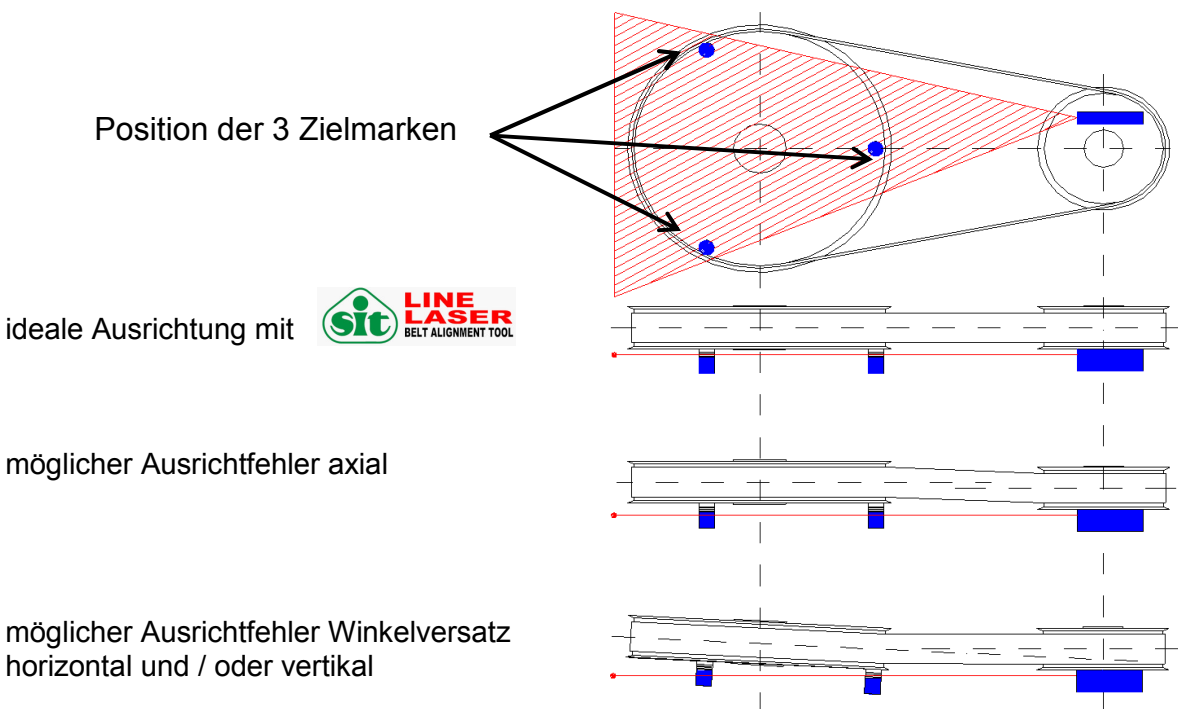 Position der 3 Zielmarken
ideale Ausrichtung mit
sit
LINE
LASER
BELT ALIGNMENT TOOL
möglicher Ausrichtfehler axial
möglicher Ausrichtfehler Winkelversatz
horizontal und / oder vertikal